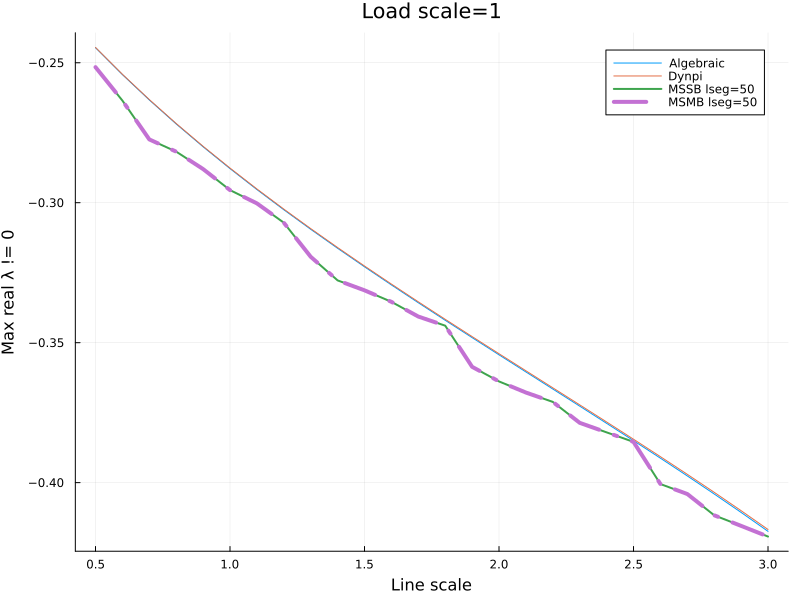 Load scale=1
Max real λ != 0
−0.25
−0.30
−0.35
−0.40
Algebraic
Dynpi
MSSB lseg=50
MSMB lseg=50
0.5 1.0 1.5 2.0 2.5 3.0
Line scale